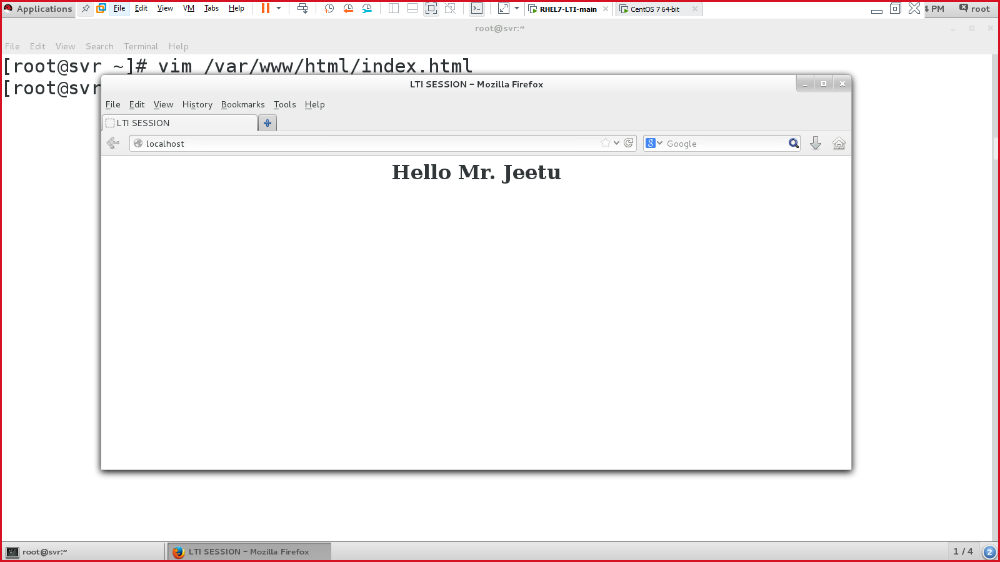 Applications File Edit View VM Tabs Help RHEL7-LTI-main CentOS 7 64-bit 4 PM root
root@svr:~
File Edit View Search Terminal Help
[root@svr ~]# vim /var/www/html/index.html
[root@svr
LTI SESSION - Mozilla Firefox
File Edit View History Bookmarks Tools Help
LTI SESSION
localhost 8 Google
Hello Mr. Jeetu
root@svr:~ LTI SESSION - Mozilla Firefox 1 / 4 2